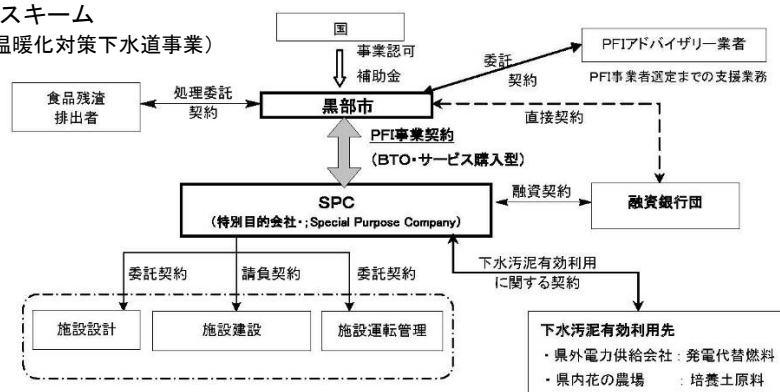 スキーム
温暖化対策下水道事業）
国
事業認可
補助金
委託
契約
PFIアドバイザリー業者
PFI事業者選定までの支援業務
食品残渣
排出者
処理委託
契約
黒部市
直接契約
PFI事業契約
（BTO・サービス購入型）
SPC
（特別目的会社・;Special Purpose Company）
融資契約
融資銀行団
委託契約
請負契約
委託契約
下水汚泥有効利用
に関する契約
施設設計
施設建設
施設運転管理
下水汚泥有効利用先
・県外電力供給会社：発電代替燃料
・県内花の農場　：培養土原料